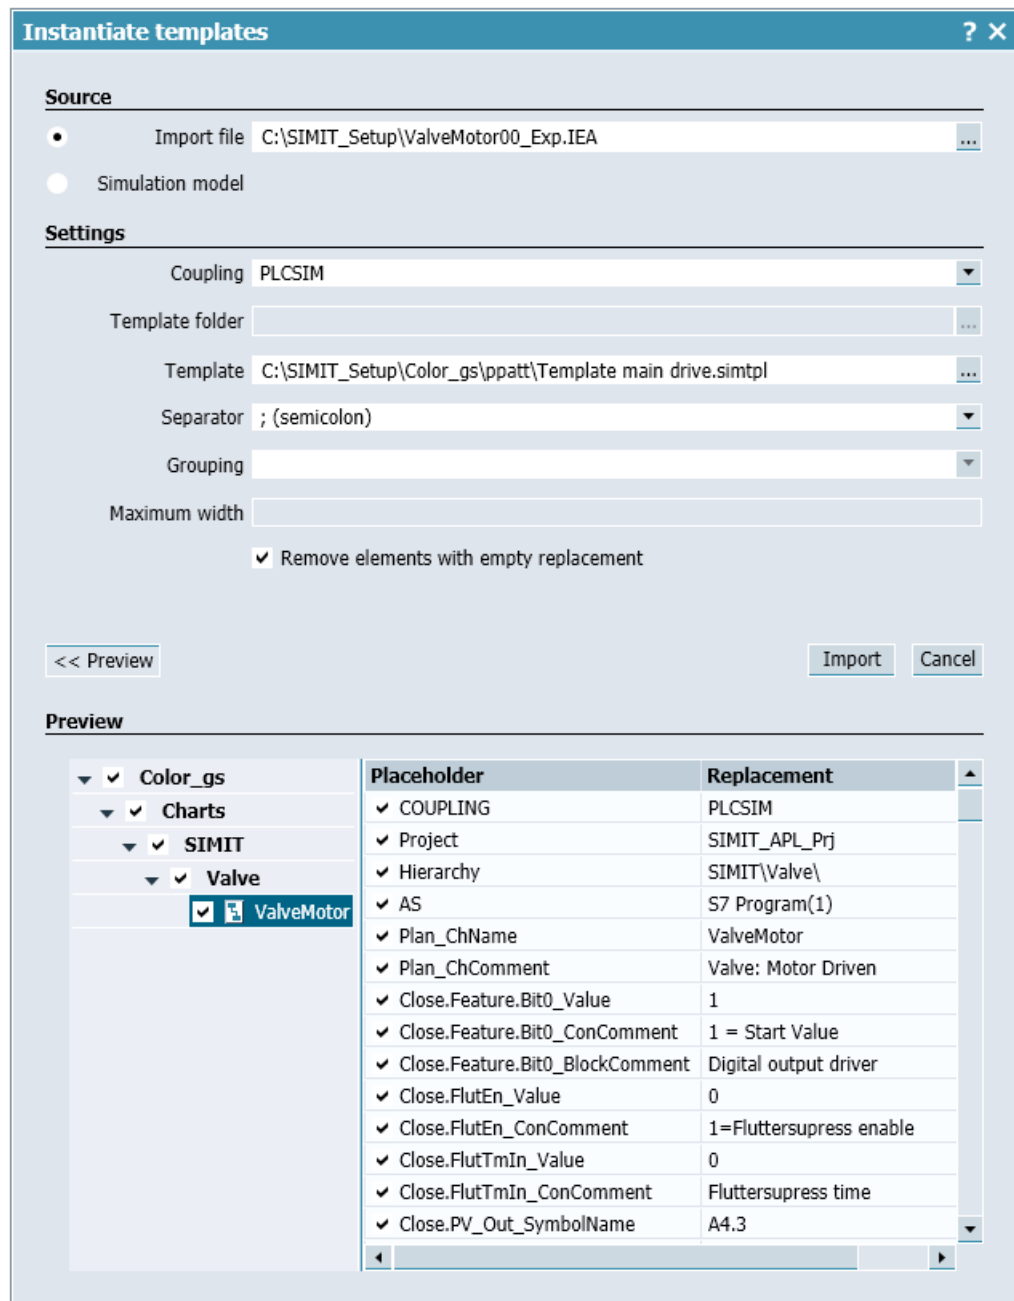 Instantiate templates ? ×
Source
Import file C:\SIMIT_Setup\ValveMotor00_Exp.IEA ...
Simulation model
Settings
Coupling PLCSIM
Template folder ...
Template C:\SIMIT_Setup\Color_gs\ppatt\Template main drive.simtpl ...
Separator ; (semicolon)
Grouping
Maximum width
Remove elements with empty replacement
<< Preview Import Cancel
Preview
Color_gs
Charts
SIMIT
Valve
ValveMotor
Placeholder Replacement
COUPLING PLCSIM
Project SIMIT_APL_Prj
Hierarchy SIMIT\Valve\
AS S7 Program(1)
Plan_ChName ValveMotor
Plan_ChComment Valve: Motor Driven
Close.Feature.Bit0_Value 1
Close.Feature.Bit0_ConComment 1 = Start Value
Close.Feature.Bit0_BlockComment Digital output driver
Close.FlutEn_Value 0
Close.FlutEn_ConComment 1=Fluttersupress enable
Close.FlutTmIn_Value 0
Close.FlutTmIn_ConComment Fluttersupress time
Close.PV_Out_SymbolName A4.3